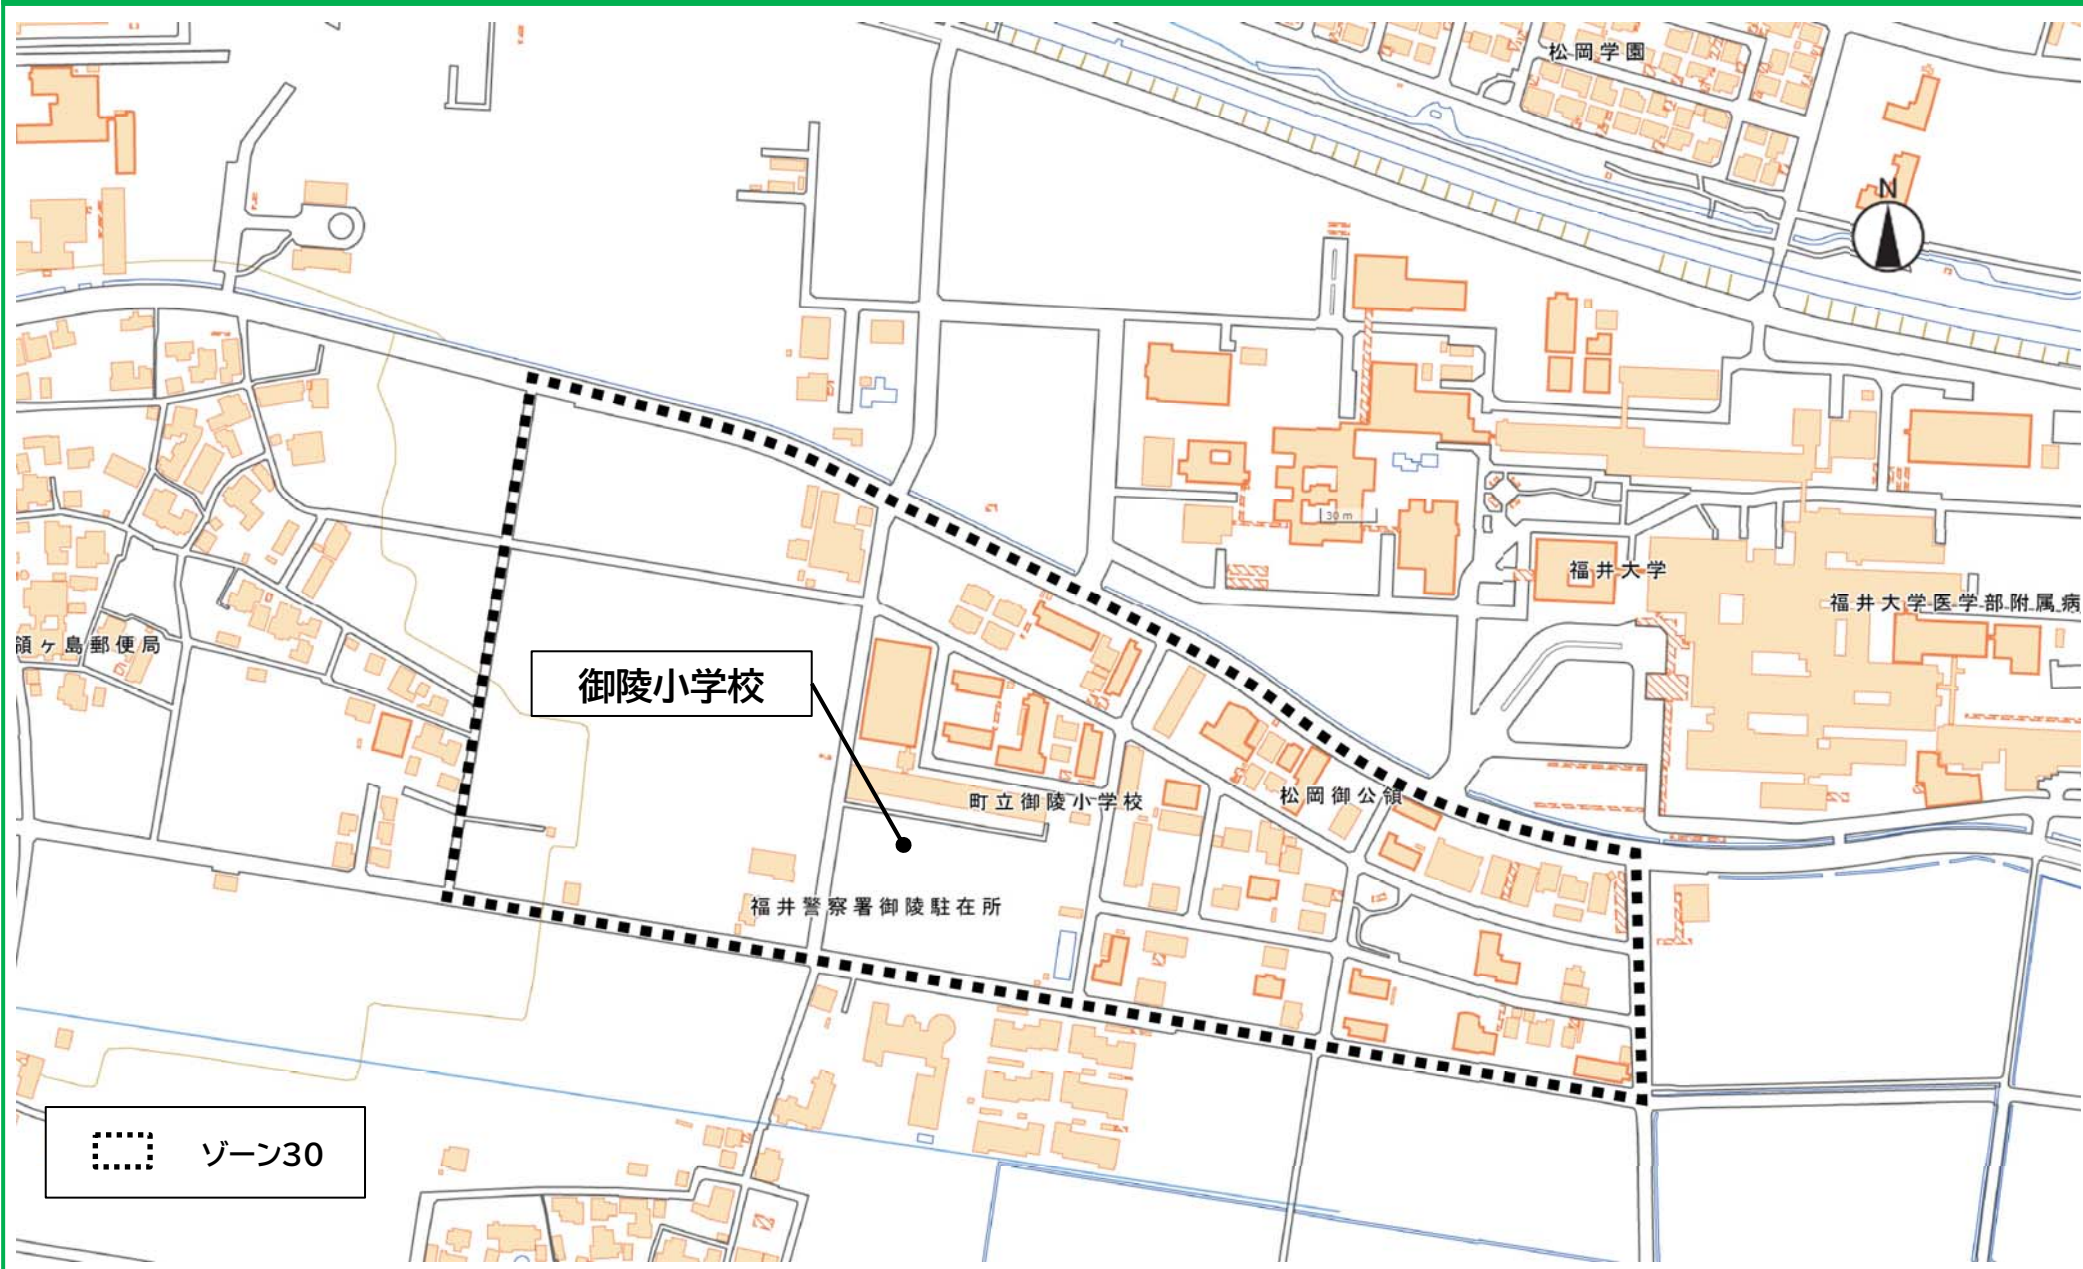 松岡学園
N
30 m
福井大学
福井大学医学部附属病
領ヶ島郵便局
御陵小学校
町立御陵小学校
松岡御公領
福井警察署御陵駐在所
ゾーン30